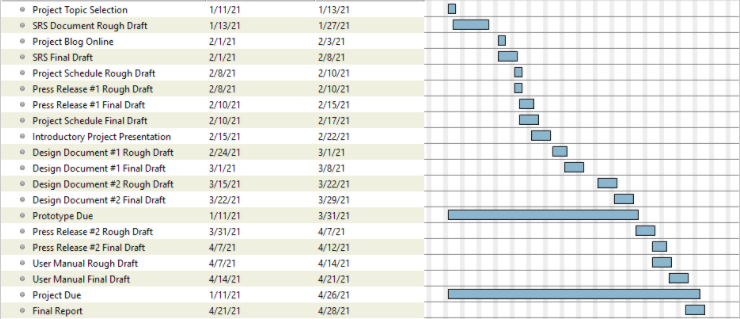 Project Topic Selection 1/11/21 1/13/21
SRS Document Rough Draft 1/13/21 1/27/21
Project Blog Online 2/1/21 2/3/21
SRS Final Draft 2/1/21 2/8/21
Project Schedule Rough Draft 2/8/21 2/10/21
Press Release #1 Rough Draft 2/8/21 2/10/21
Press Release #1 Final Draft 2/10/21 2/15/21
Project Schedule Final Draft 2/10/21 2/17/21
Introductory Project Presentation 2/15/21 2/22/21
Design Document #1 Rough Draft 2/24/21 3/1/21
Design Document #1 Final Draft 3/1/21 3/8/21
Design Document #2 Rough Draft 3/15/21 3/22/21
Design Document #2 Final Draft 3/22/21 3/29/21
Prototype Due 1/11/21 3/31/21
Press Release #2 Rough Draft 3/31/21 4/7/21
Press Release #2 Final Draft 4/7/21 4/12/21
User Manual Rough Draft 4/7/21 4/14/21
User Manual Final Draft 4/14/21 4/21/21
Project Due 1/11/21 4/26/21
Final Report 4/21/21 4/28/21